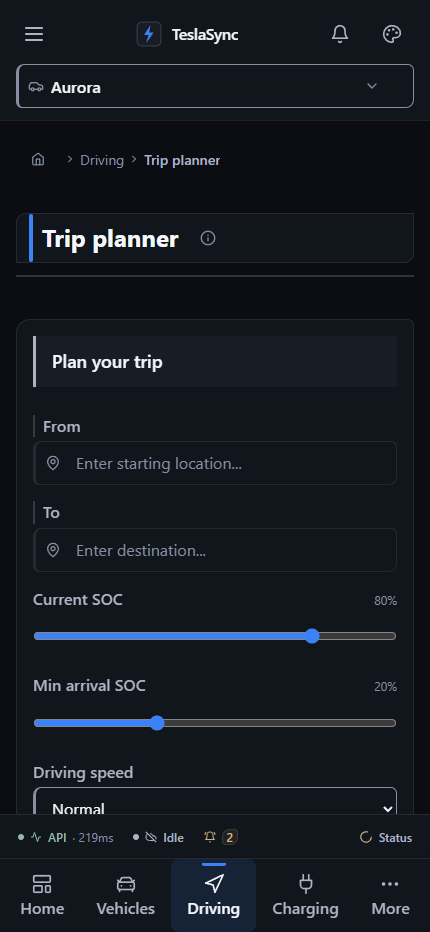 TeslaSync
Aurora
Driving
Trip planner
Trip planner
Plan your trip
From
Enter starting location...
To
Enter destination...
Current SOC
80%
Min arrival SOC
20%
Driving speed
Normal
API · 219ms
Idle
2
Status
Home
Vehicles
Driving
Charging
More